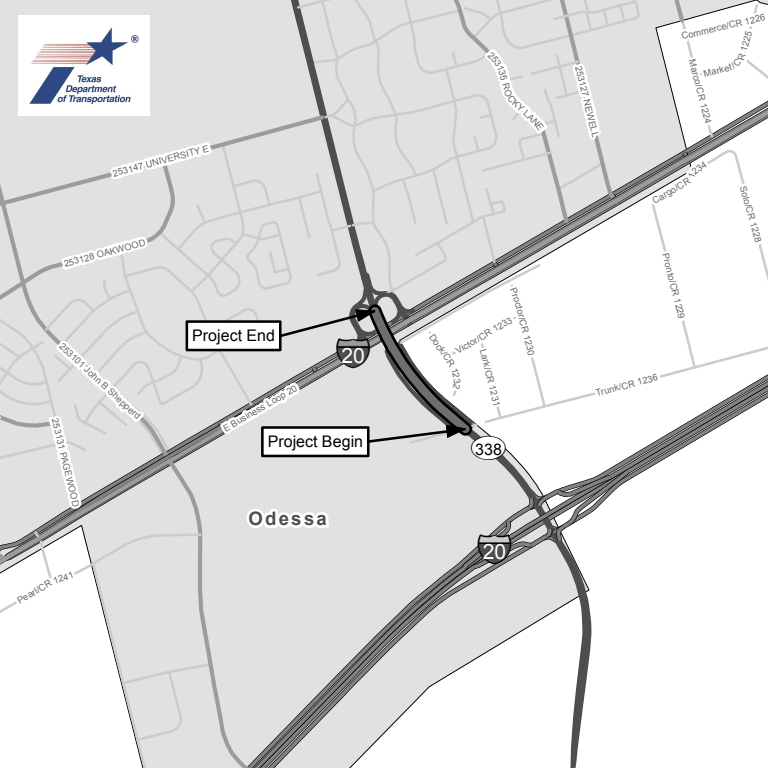 Texas
Department
of Transportation
®
Commerce/CR 1226
Market/CR 1225
Marco/CR 1224
253135 ROCKY LANE
253127 NEWELL
253147 UNIVERSITY E
Cargo/CR 1234
Solo/CR 1228
253128 OAKWOOD
Pronto/CR 1229
Proctor/CR 1230
Project End
20
Victor/CR 1233
Dock/CR 1232
Lark/CR 1231
253101 John B Shepperd
Trunk/CR 1236
E Business Loop 20
Project Begin
338
253131 PAGEWOOD
Odessa
20
Pearl/CR 1241